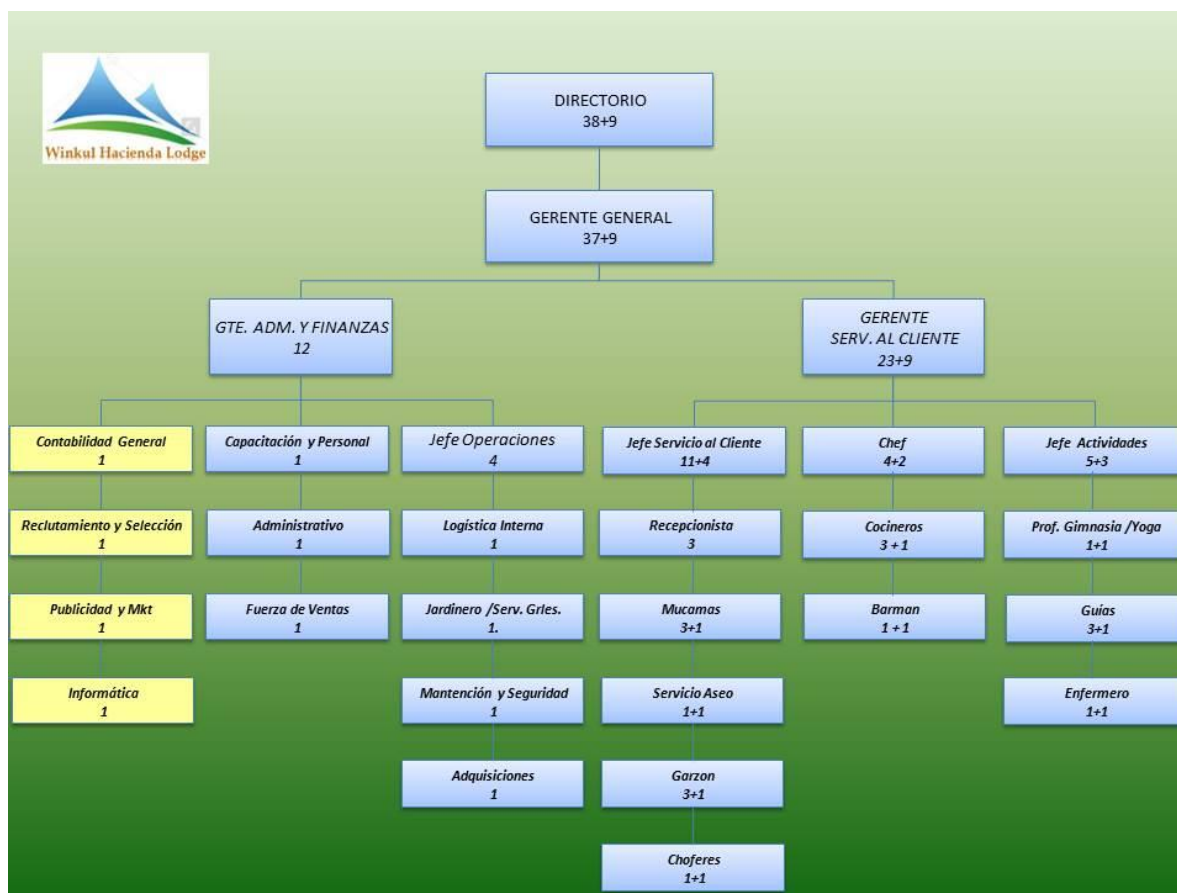 Winkul Hacienda Lodge
DIRECTORIO
38+9
GERENTE GENERAL
37+9
GTE. ADM. Y FINANZAS
12
GERENTE
SERV. AL CLIENTE
23+9
Contabilidad General
1
Capacitación y Personal
1
Jefe Operaciones
4
Jefe Servicio al Cliente
11+4
Chef
4+2
Jefe Actividades
5+3
Reclutamiento y Selección
1
Administrativo
1
Logística Interna
1
Recepcionista
3
Cocineros
3 + 1
Prof. Gimnasia /Yoga
1+1
Publicidad y Mkt
1
Fuerza de Ventas
1
Jardinero /Serv. Grles.
1.
Mucamas
3+1
Barman
1 + 1
Guías
3+1
Informática
1
Mantención y Seguridad
1
Servicio Aseo
1+1
Enfermero
1+1
Adquisiciones
1
Garzon
3+1
Choferes
1+1